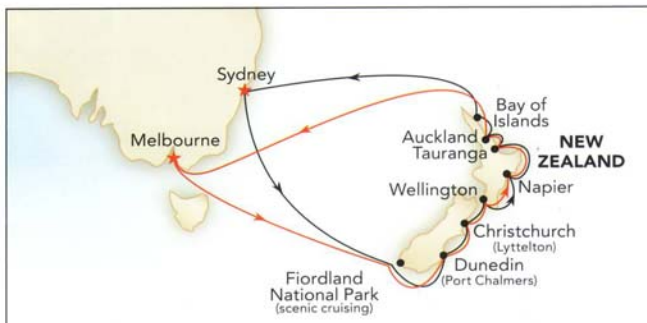 Sydney
Melbourne
Bay of
Islands
Auckland
Tauranga
NEW
ZEALAND
Napier
Wellington
Christchurch
(Lyttelton)
Dunedin
(Port Chalmers)
Fiordland
National Park
(scenic cruising)